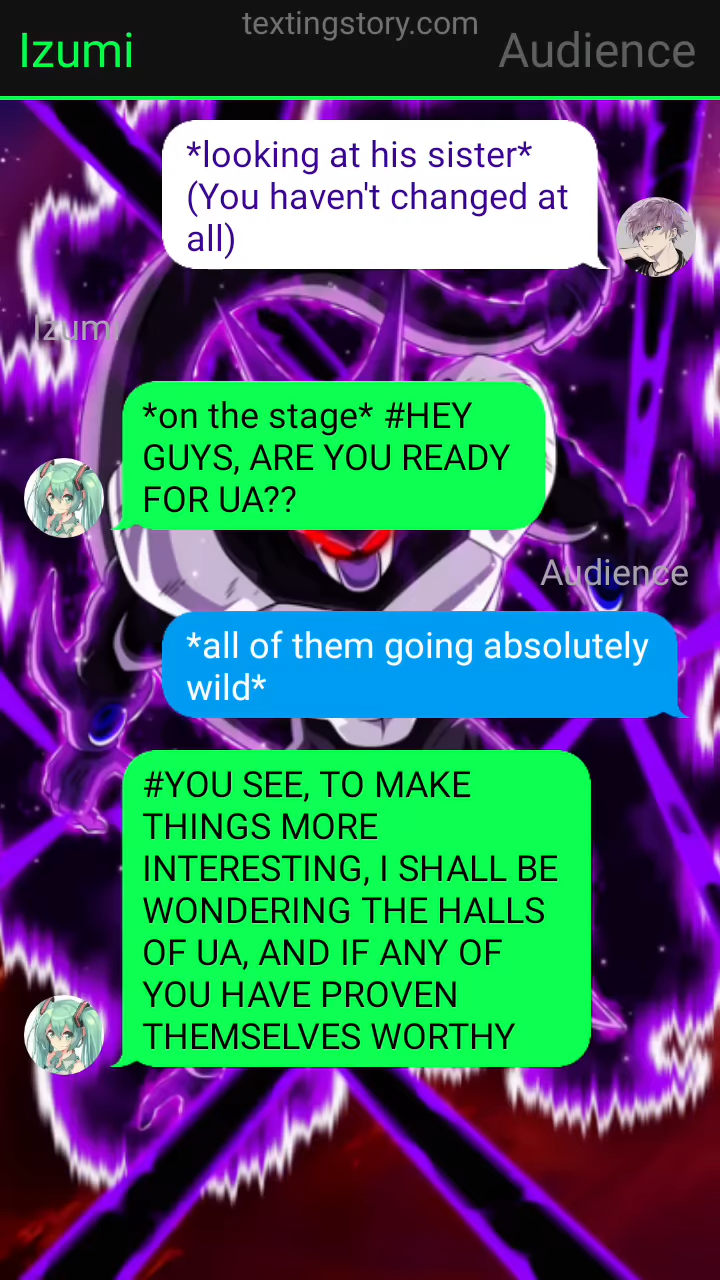 textingstory.com
Izumi
Audience
*looking at his sister*
(You haven't changed at
all)
Izumi
*on the stage* #HEY
GUYS, ARE YOU READY
FOR UA??
Audience
*all of them going absolutely
wild*
#YOU SEE, TO MAKE
THINGS MORE
INTERESTING, I SHALL BE
WONDERING THE HALLS
OF UA, AND IF ANY OF
YOU HAVE PROVEN
THEMSELVES WORTHY